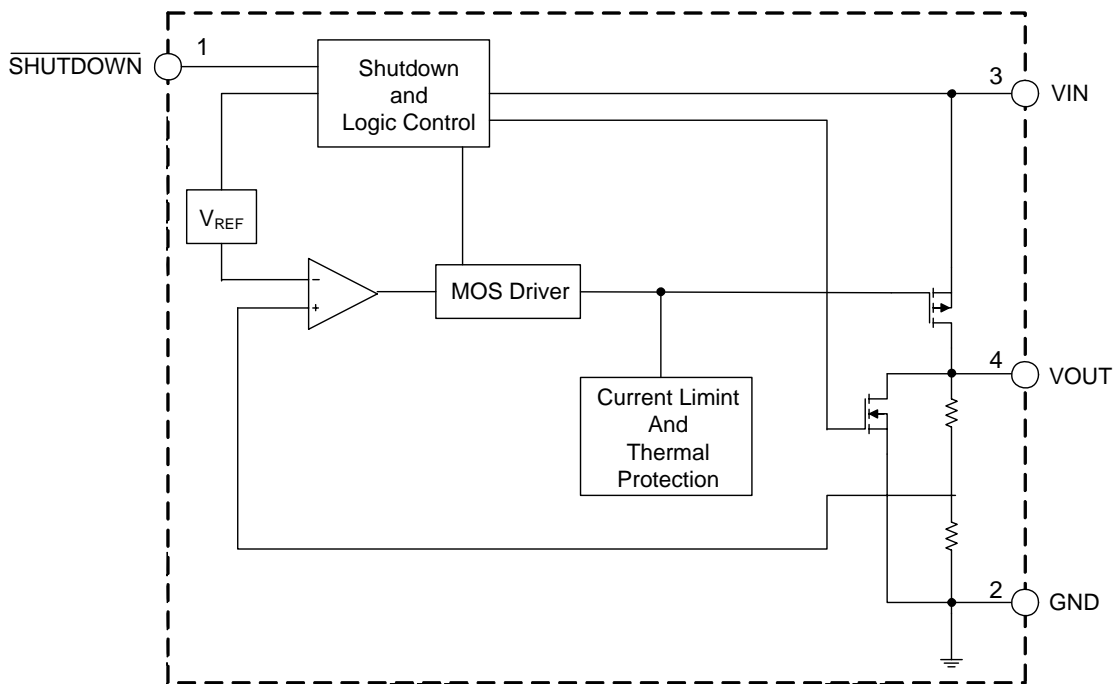 SHUTDOWN
1
Shutdown
and
Logic Control
3
VIN
VREF
−
+
MOS Driver
4
VOUT
Current Limint
And
Thermal
Protection
2
GND